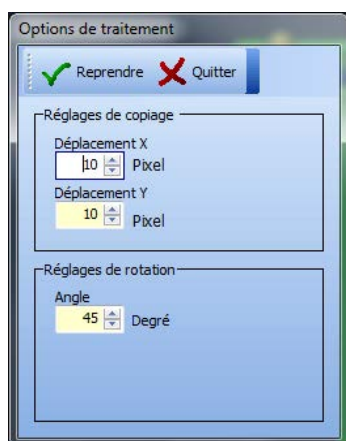 Options de traitement
Reprendre Quitter
Réglages de copiage
Déplacement X
10 Pixel
Déplacement Y
10 Pixel
Réglages de rotation
Angle
45 Degré